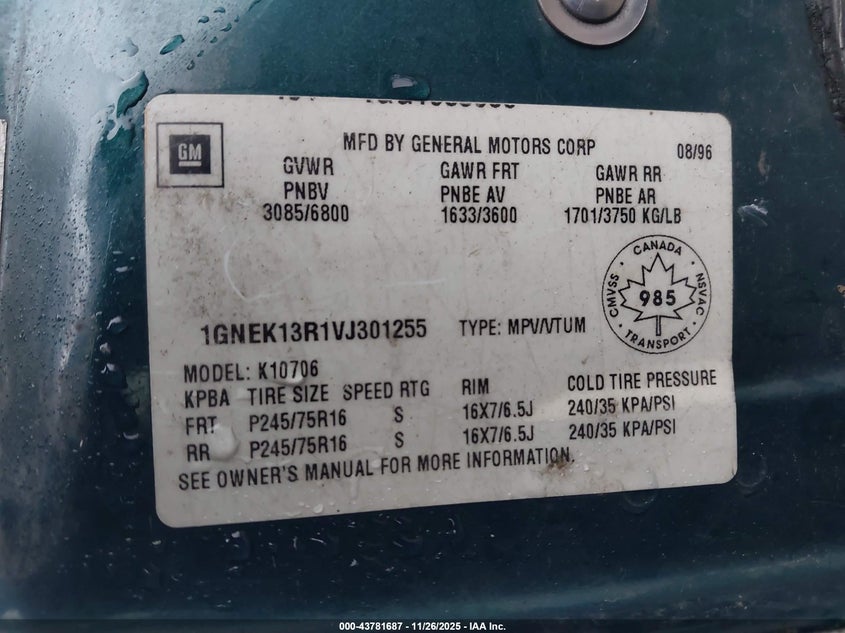 GM
MFD BY GENERAL MOTORS CORP 08/96
GVWR GAWR FRT GAWR RR
PNBV PNBE AV PNBE AR
3085/6800 1633/3600 1701/3750 KG/LB
CANADA
CMVSS 985 NSVAC
TRANSPORT
1GNEK13R1VJ301255 TYPE: MPV/VTUM
MODEL: K10706
KPBA TIRE SIZE SPEED RTG RIM COLD TIRE PRESSURE
FRT P245/75R16 S 16X7/6.5J 240/35 KPA/PSI
RR P245/75R16 S 16X7/6.5J 240/35 KPA/PSI
SEE OWNER'S MANUAL FOR MORE INFORMATION.
000-43781687 - 11/26/2025 - IAA Inc.